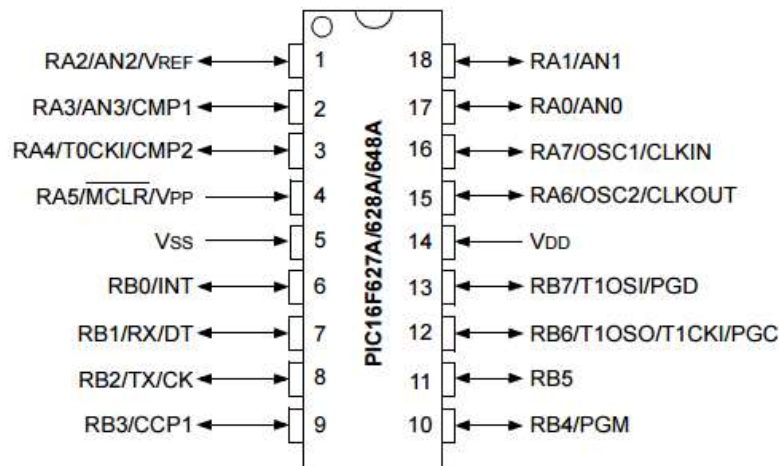 RA2/AN2/VREF 1 18 RA1/AN1
RA3/AN3/CMP1 2 17 RA0/AN0
RA4/T0CKI/CMP2 3 16 RA7/OSC1/CLKIN
RA5/MCLR/VPP 4 15 RA6/OSC2/CLKOUT
VSS 5 14 VDD
RB0/INT 6 13 RB7/T1OSI/PGD
RB1/RX/DT 7 12 RB6/T1OSO/T1CKI/PGC
RB2/TX/CK 8 11 RB5
RB3/CCP1 9 10 RB4/PGM
PIC16F627A/628A/648A